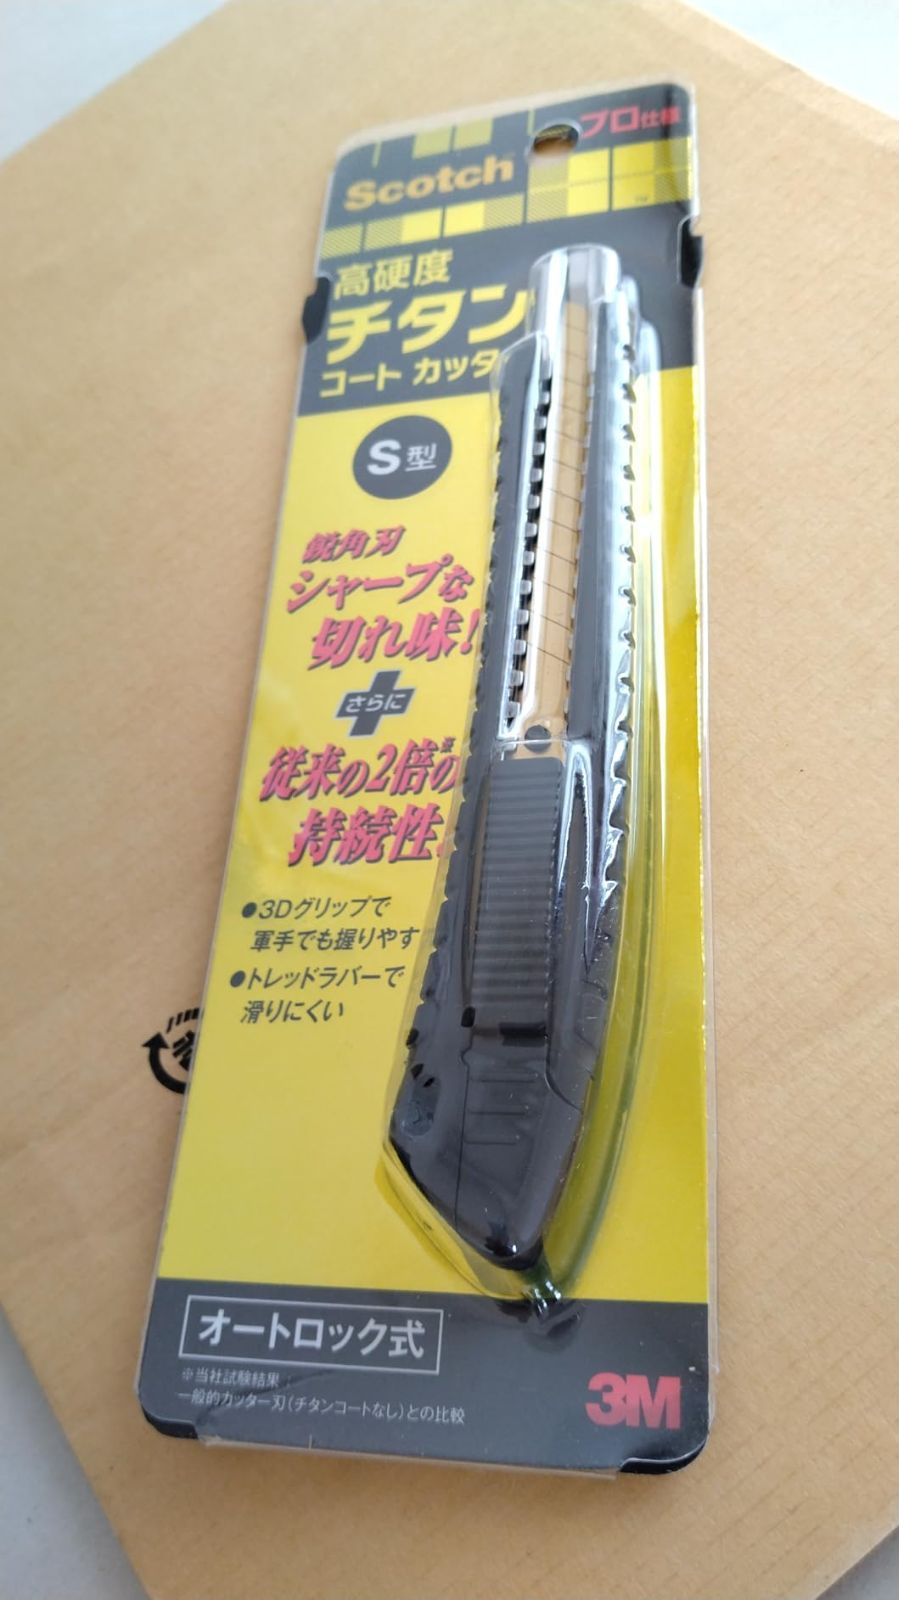 プロ仕様
Scotch
TM
高硬度
チタン
コート カッタ
S型
鋭角刃
シャープな
切れ味!
さらに
従来の2倍※の
持続性
●3Dグリップで
軍手でも握りやす
●トレッドラバーで
滑りにくい
オートロック式
※当社試験結果:
一般的カッター刃(チタンコートなし)との比較
3M